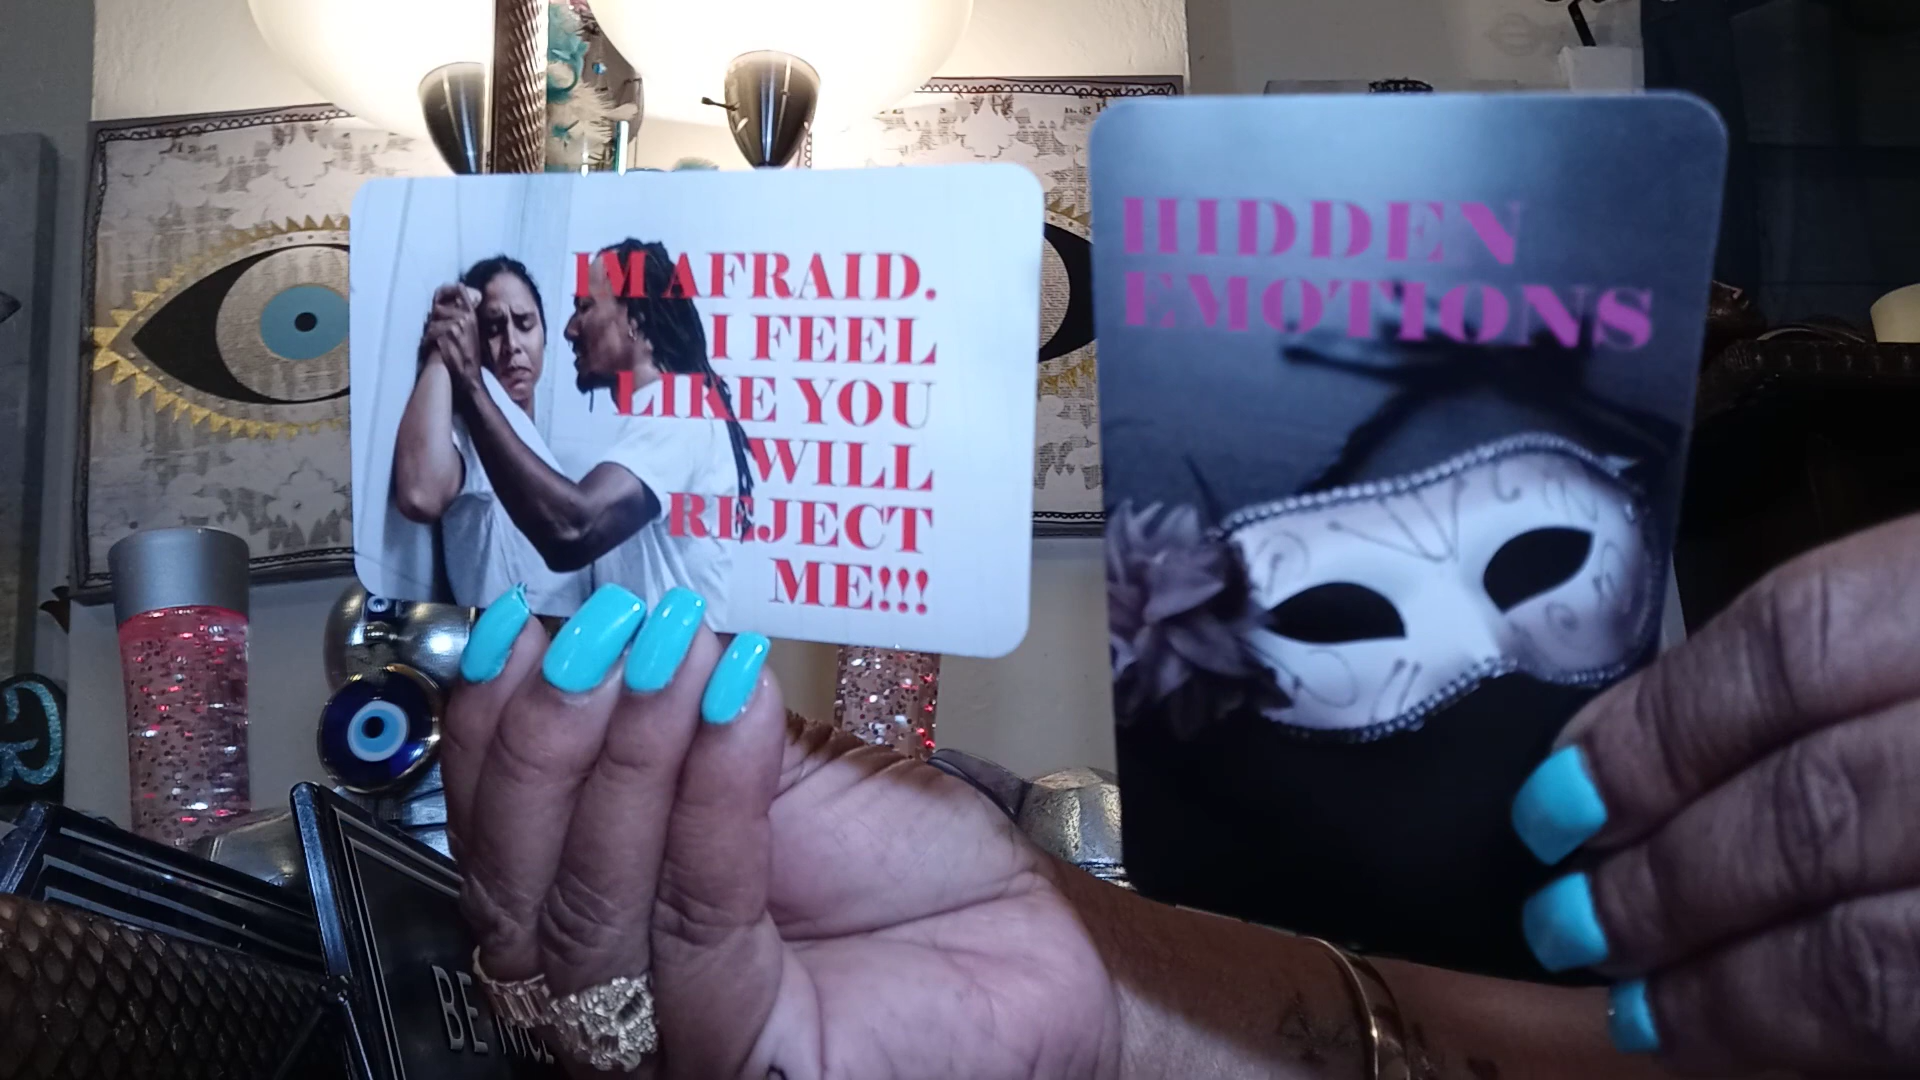 IM AFRAID.
I FEEL
LIKE YOU
WILL
REJECT
ME!!!
HIDDEN
EMOTIONS
BE NICE